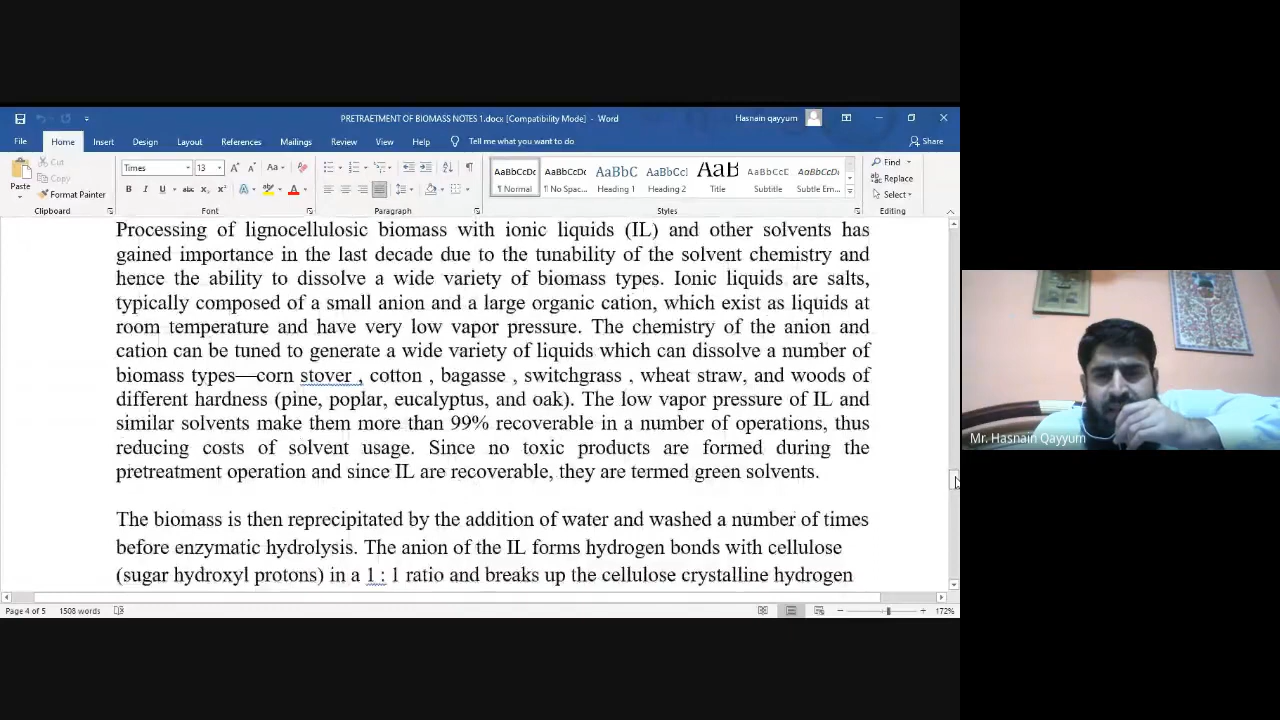 PRETRAETMENT OF BIOMASS NOTES 1.docx [Compatibility Mode] - Word
Hasnain qayyum
File Home Insert Design Layout References Mailings Review View Help Tell me what you want to do Share
Paste
Cut
Copy
Format Painter
Clipboard
Times 13
Font
Paragraph
AaBbCcDc AaBbCcDc AaBbC AaBbCcl AaB AaBbCcD AaBbCcDt
¶ Normal ¶ No Spac... Heading 1 Heading 2 Title Subtitle Subtle Em...
Styles
Find
Replace
Select
Editing
Processing of lignocellulosic biomass with ionic liquids (IL) and other solvents has
gained importance in the last decade due to the tunability of the solvent chemistry and
hence the ability to dissolve a wide variety of biomass types. Ionic liquids are salts,
typically composed of a small anion and a large organic cation, which exist as liquids at
room temperature and have very low vapor pressure. The chemistry of the anion and
cation can be tuned to generate a wide variety of liquids which can dissolve a number of
biomass types—corn stover , cotton , bagasse , switchgrass , wheat straw, and woods of
different hardness (pine, poplar, eucalyptus, and oak). The low vapor pressure of IL and
similar solvents make them more than 99% recoverable in a number of operations, thus
reducing costs of solvent usage. Since no toxic products are formed during the
pretreatment operation and since IL are recoverable, they are termed green solvents.
The biomass is then reprecipitated by the addition of water and washed a number of times
before enzymatic hydrolysis. The anion of the IL forms hydrogen bonds with cellulose
(sugar hydroxyl protons) in a 1 : 1 ratio and breaks up the cellulose crystalline hydrogen
Page 4 of 5 1508 words 172%
Mr. Hasnain Qayyum